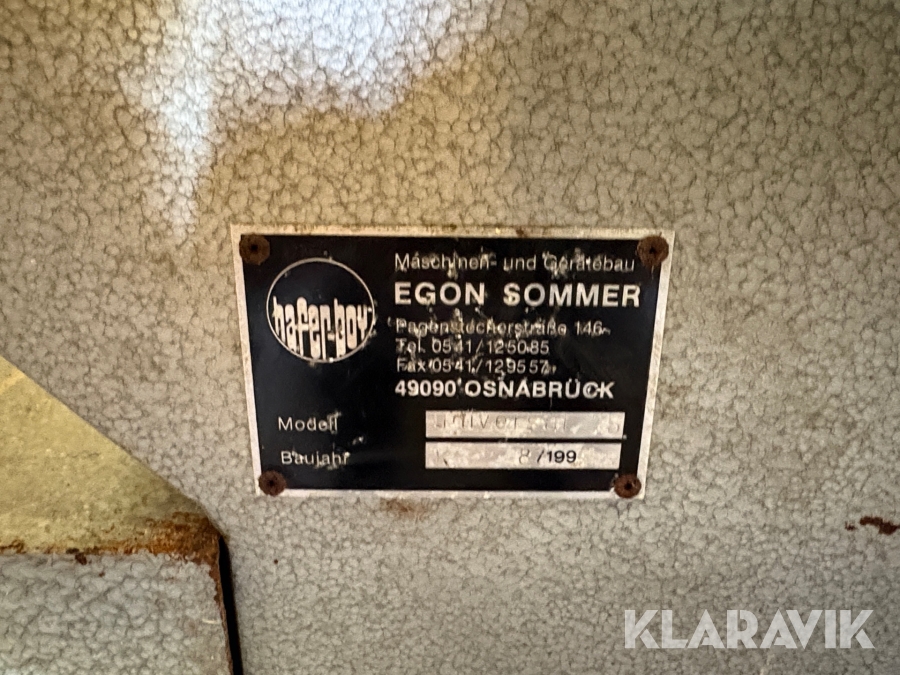 hafer-boy
Maschinen- und Gerätebau
EGON SOMMER
Pagenstecherstraße 146
Tel. 0541/125085
Fax 0541/129557
49090 OSNABRÜCK
Modell
Baujahr 8/199
KLARAVIK